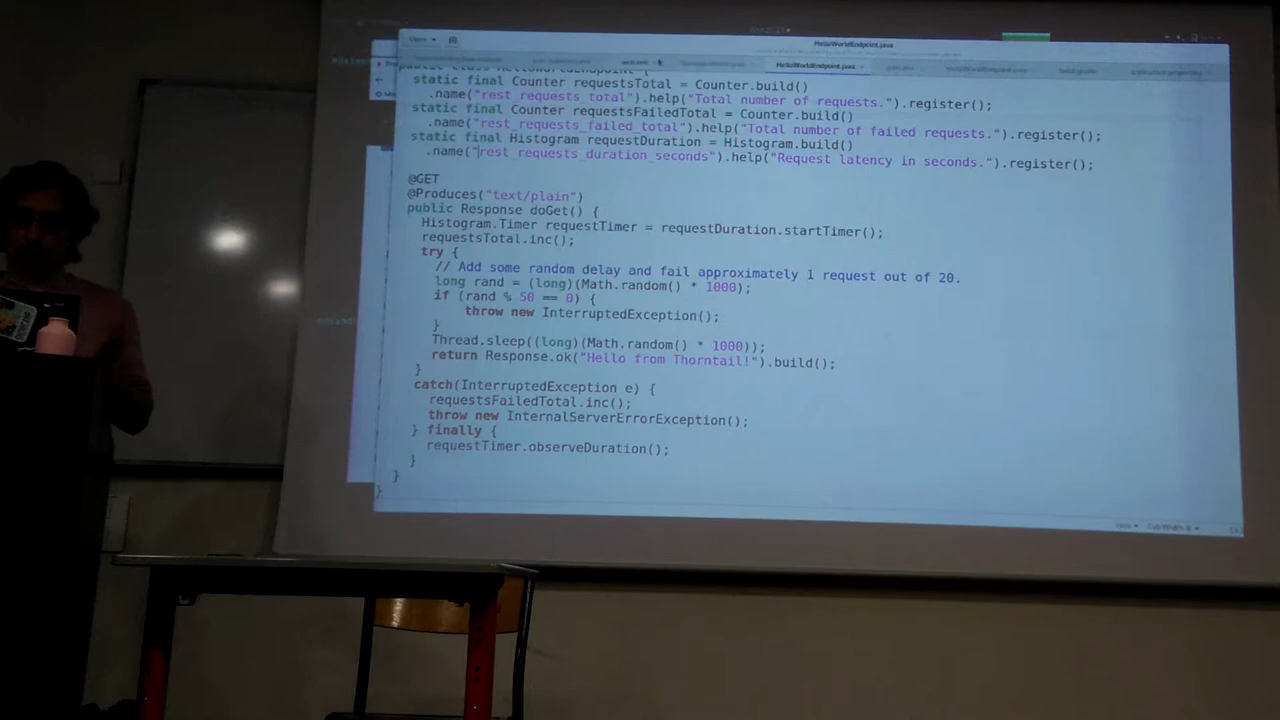 Open
HelloWorldEndpoint.java
HelloWorldEndpoint.java
static final Counter requestsTotal = Counter.build()
.name("rest_requests_total").help("Total number of requests.").register();
static final Counter requestsFailedTotal = Counter.build()
.name("rest_requests_failed_total").help("Total number of failed requests.").register();
static final Histogram requestDuration = Histogram.build()
.name("rest_requests_duration_seconds").help("Request latency in seconds.").register();
@GET
@Produces("text/plain")
public Response doGet() {
Histogram.Timer requestTimer = requestDuration.startTimer();
requestsTotal.inc();
try {
// Add some random delay and fail approximately 1 request out of 20.
long rand = (long)(Math.random() * 1000);
if (rand % 50 == 0) {
throw new InterruptedException();
}
Thread.sleep((long)(Math.random() * 1000));
return Response.ok("Hello from Thorntail!").build();
}
catch(InterruptedException e) {
requestsFailedTotal.inc();
throw new InternalServerErrorException();
} finally {
requestTimer.observeDuration();
}
}
}